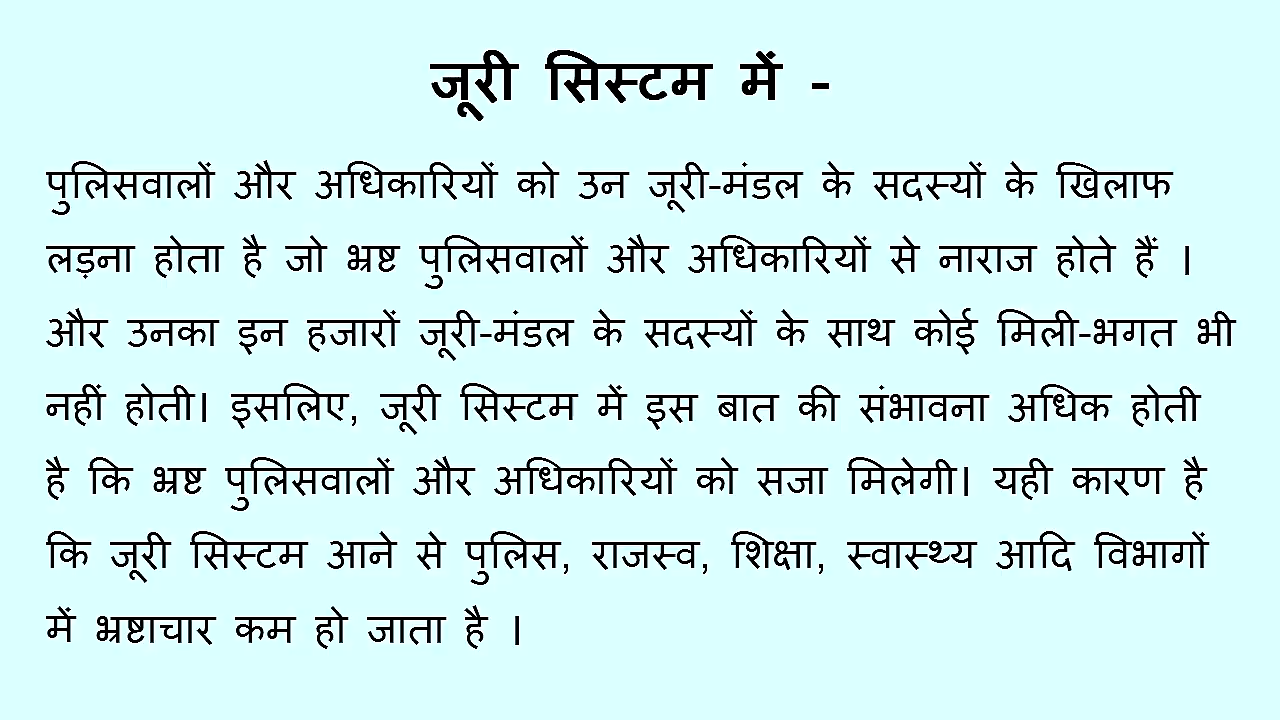 जूरी सिस्टम में -
पुलिसवालों और अधिकारियों को उन जूरी-मंडल के सदस्यों के खिलाफ
लड़ना होता है जो भ्रष्ट पुलिसवालों और अधिकारियों से नाराज होते हैं ।
और उनका इन हजारों जूरी-मंडल के सदस्यों के साथ कोई मिली-भगत भी
नहीं होती। इसलिए, जूरी सिस्टम में इस बात की संभावना अधिक होती
है कि भ्रष्ट पुलिसवालों और अधिकारियों को सजा मिलेगी। यही कारण है
कि जूरी सिस्टम आने से पुलिस, राजस्व, शिक्षा, स्वास्थ्य आदि विभागों
में भ्रष्टाचार कम हो जाता है ।